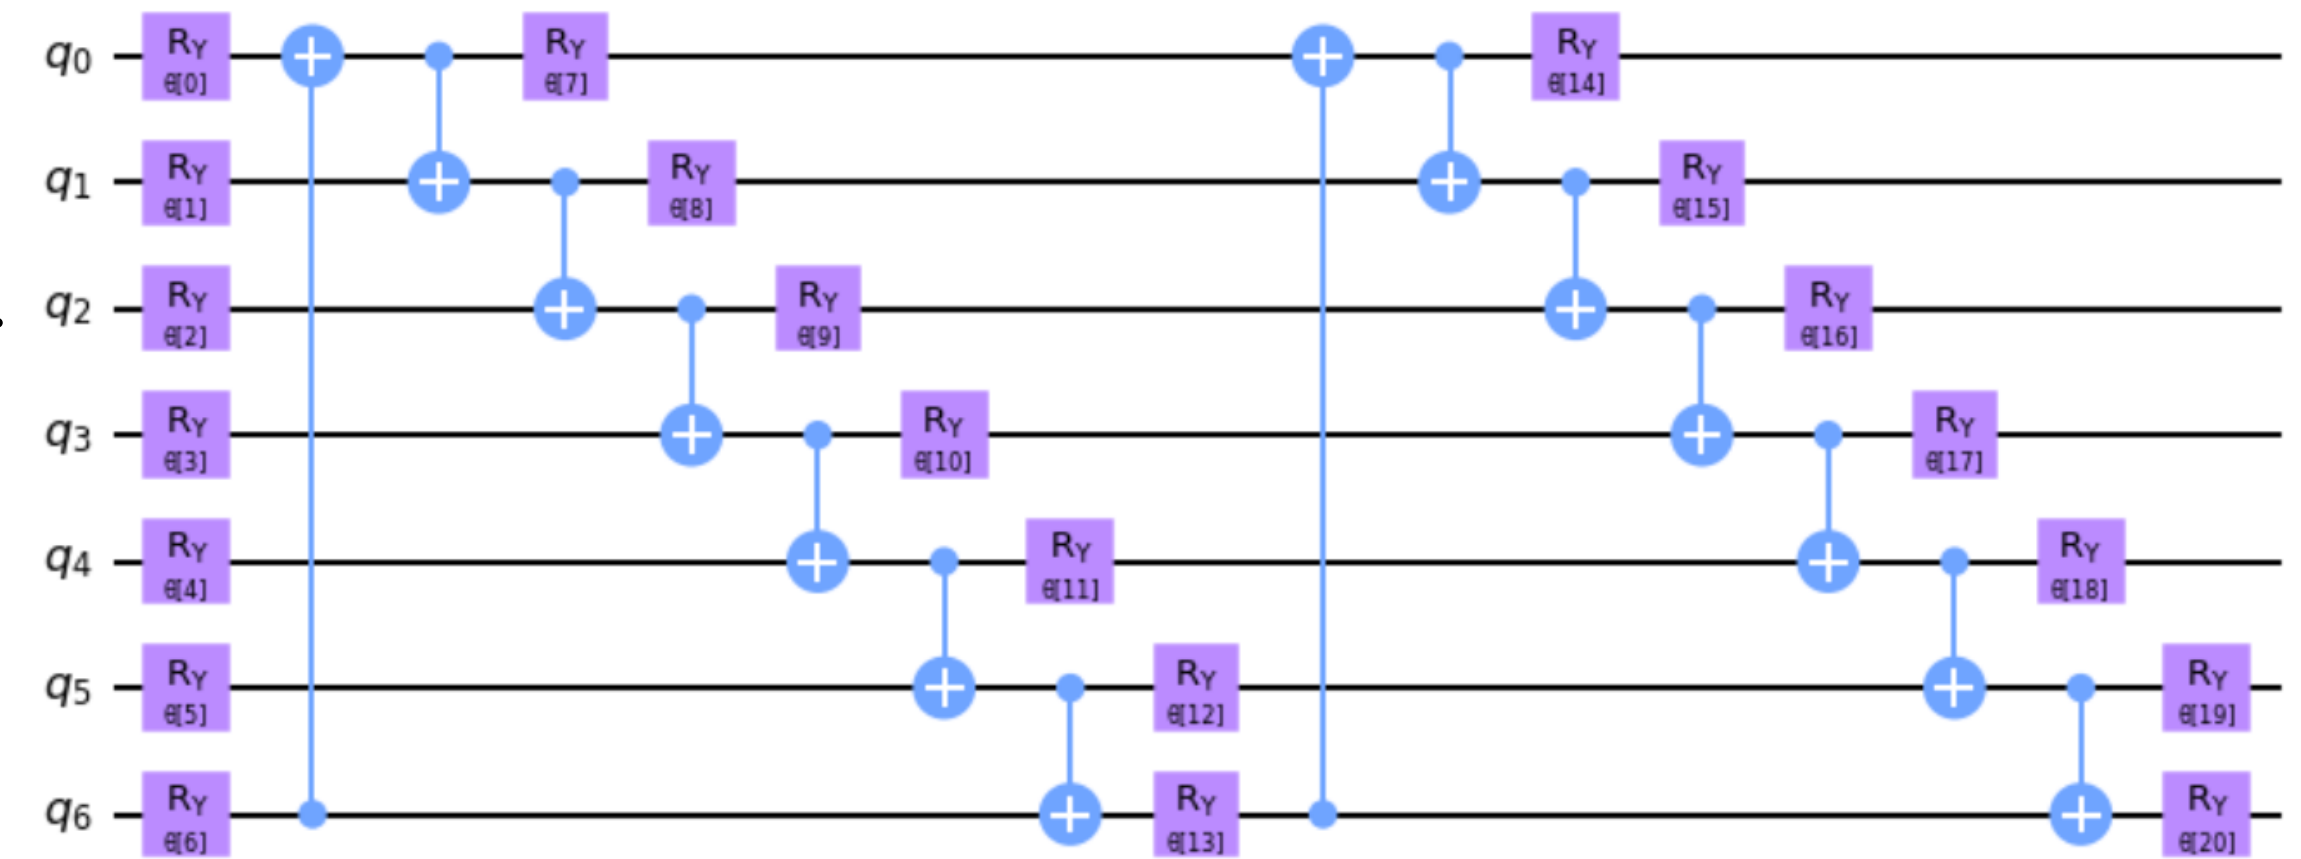 q0 RY θ[0] RY θ[7] RY θ[14]
q1 RY θ[1] RY θ[8] RY θ[15]
q2 RY θ[2] RY θ[9] RY θ[16]
q3 RY θ[3] RY θ[10] RY θ[17]
q4 RY θ[4] RY θ[11] RY θ[18]
q5 RY θ[5] RY θ[12] RY θ[19]
q6 RY θ[6] RY θ[13] RY θ[20]